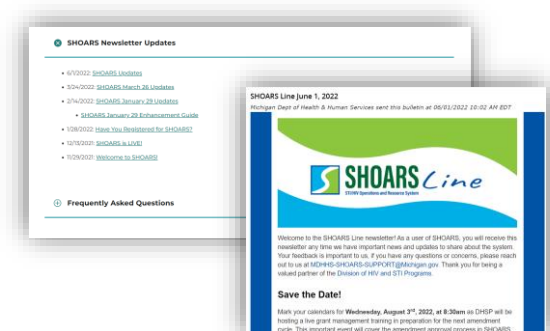 SHOARS Newsletter Updates
6/1/2022: SHOARS Updates
3/24/2022: SHOARS March 26 Updates
2/14/2022: SHOARS January 29 Updates
SHOARS January 29 Enhancement Guide
1/28/2022: Have You Registered for SHOARS?
12/13/2021: SHOARS is LIVE!
11/29/2021: Welcome to SHOARS!
Frequently Asked Questions
SHOARS Line June 1, 2022
Michigan Dept of Health & Human Services sent this bulletin at 06/01/2022 10:02 AM EDT
SHOARS Line
STI/HIV Operations and Resource System
Welcome to the SHOARS Line newsletter! As a user of SHOARS, you will receive this
newsletter any time we have important news and updates to share about the system.
Your feedback is important to us, if you have any questions or concerns, please reach
out to us at MDHHS-SHOARS-SUPPORT@Michigan.gov. Thank you for being a
valued partner of the Division of HIV and STI Programs.
Save the Date!
Mark your calendars for Wednesday, August 3rd, 2022, at 8:30am as DHSP will be
hosting a live grant management training in preparation for the next amendment
cycle. This important event will cover the amendment approval process in SHOARS